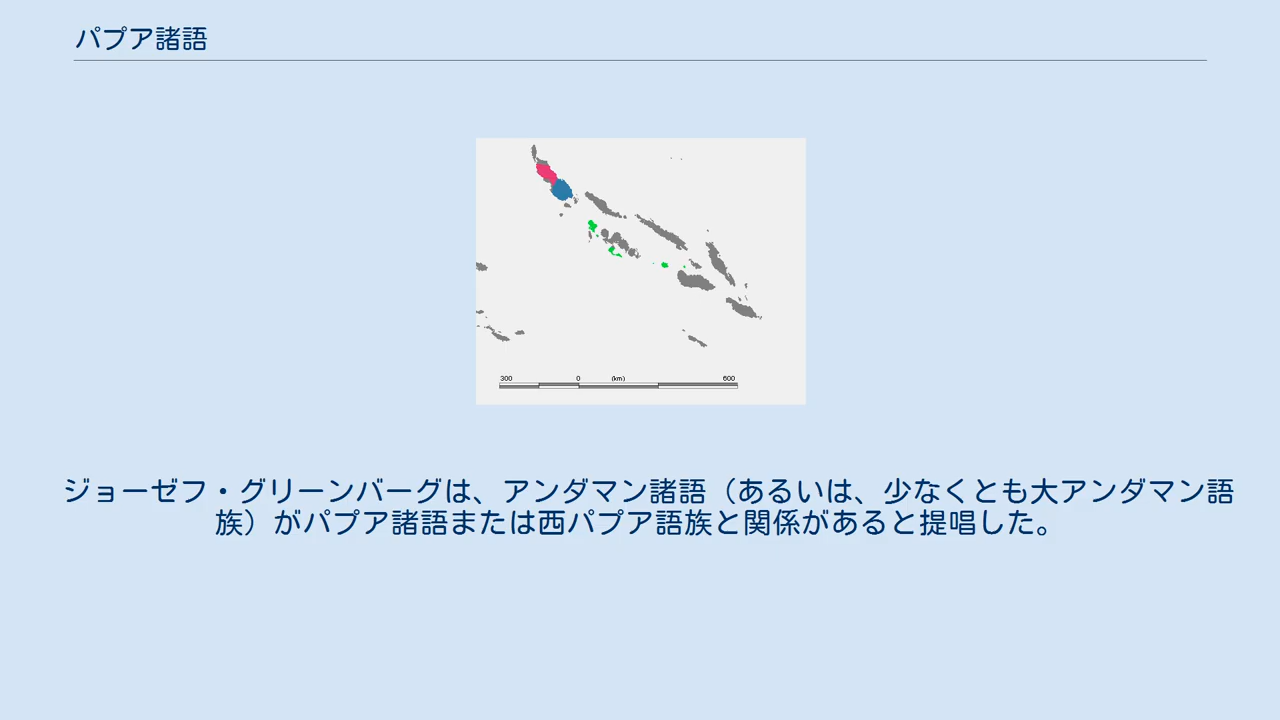 パプア諸語
300 0 (km) 600
ジョーゼフ・グリーンバーグは、アンダマン諸語（あるいは、少なくとも大アンダマン語
族）がパプア諸語または西パプア語族と関係があると提唱した。